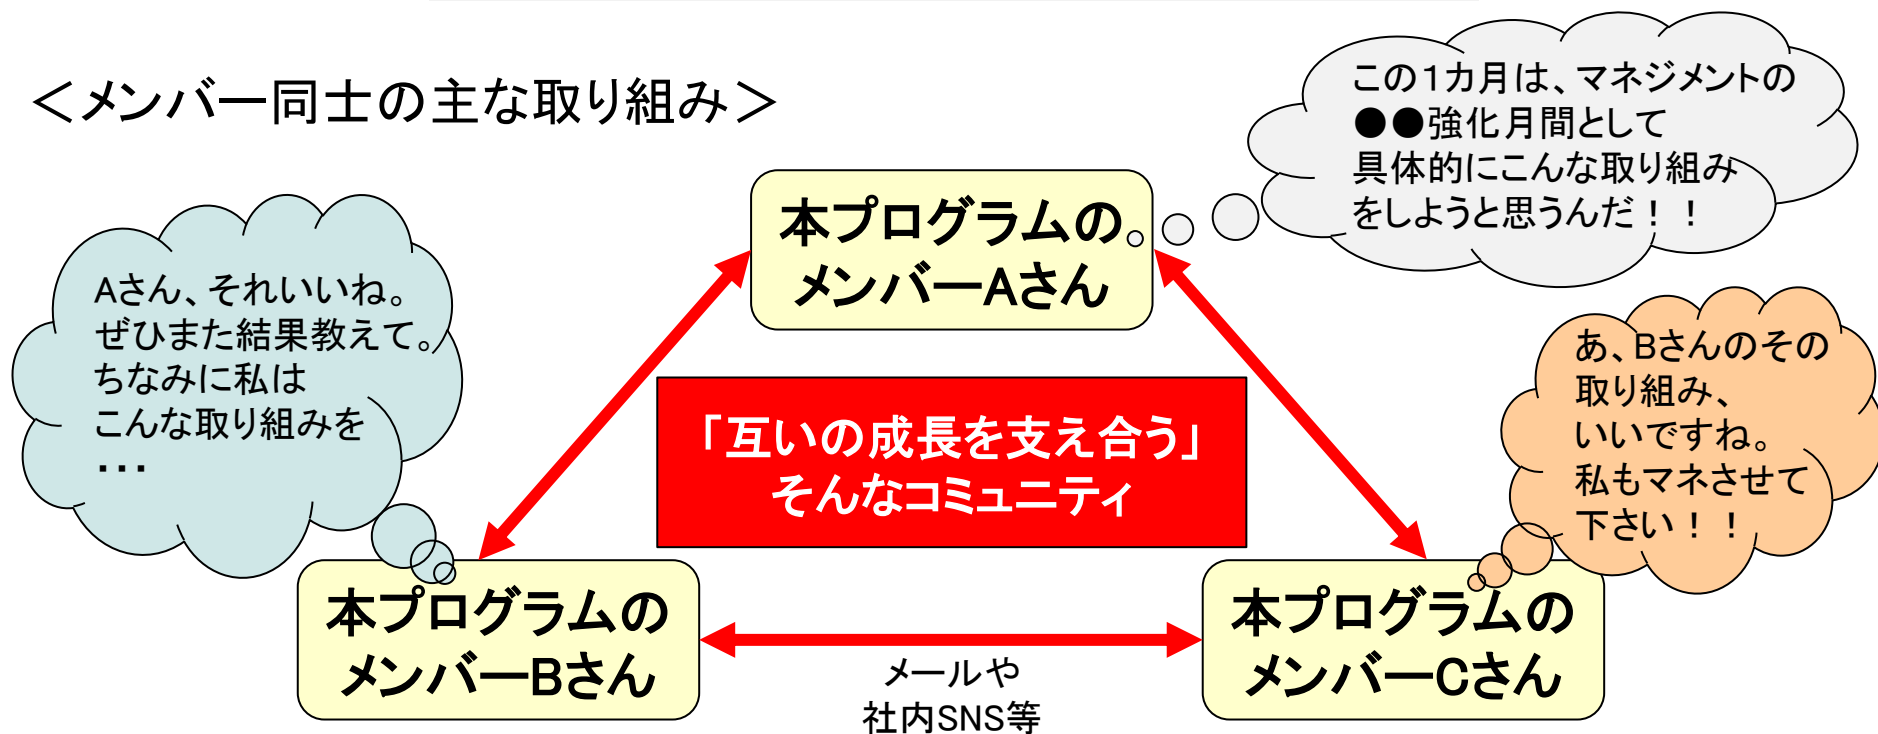 ＜メンバー同士の主な取り組み＞
この１カ月は、マネジメントの
●●強化月間として
具体的にこんな取り組み
をしようと思うんだ！！
本プログラムの
メンバーAさん
Aさん、それいいね。
ぜひまた結果教えて。
ちなみに私は
こんな取り組みを
・・・
あ、Bさんのその
取り組み、
いいですね。
私もマネさせて
下さい！！
「互いの成長を支え合う」
そんなコミュニティ
本プログラムの
メンバーBさん
メールや
社内SNS等
本プログラムの
メンバーCさん